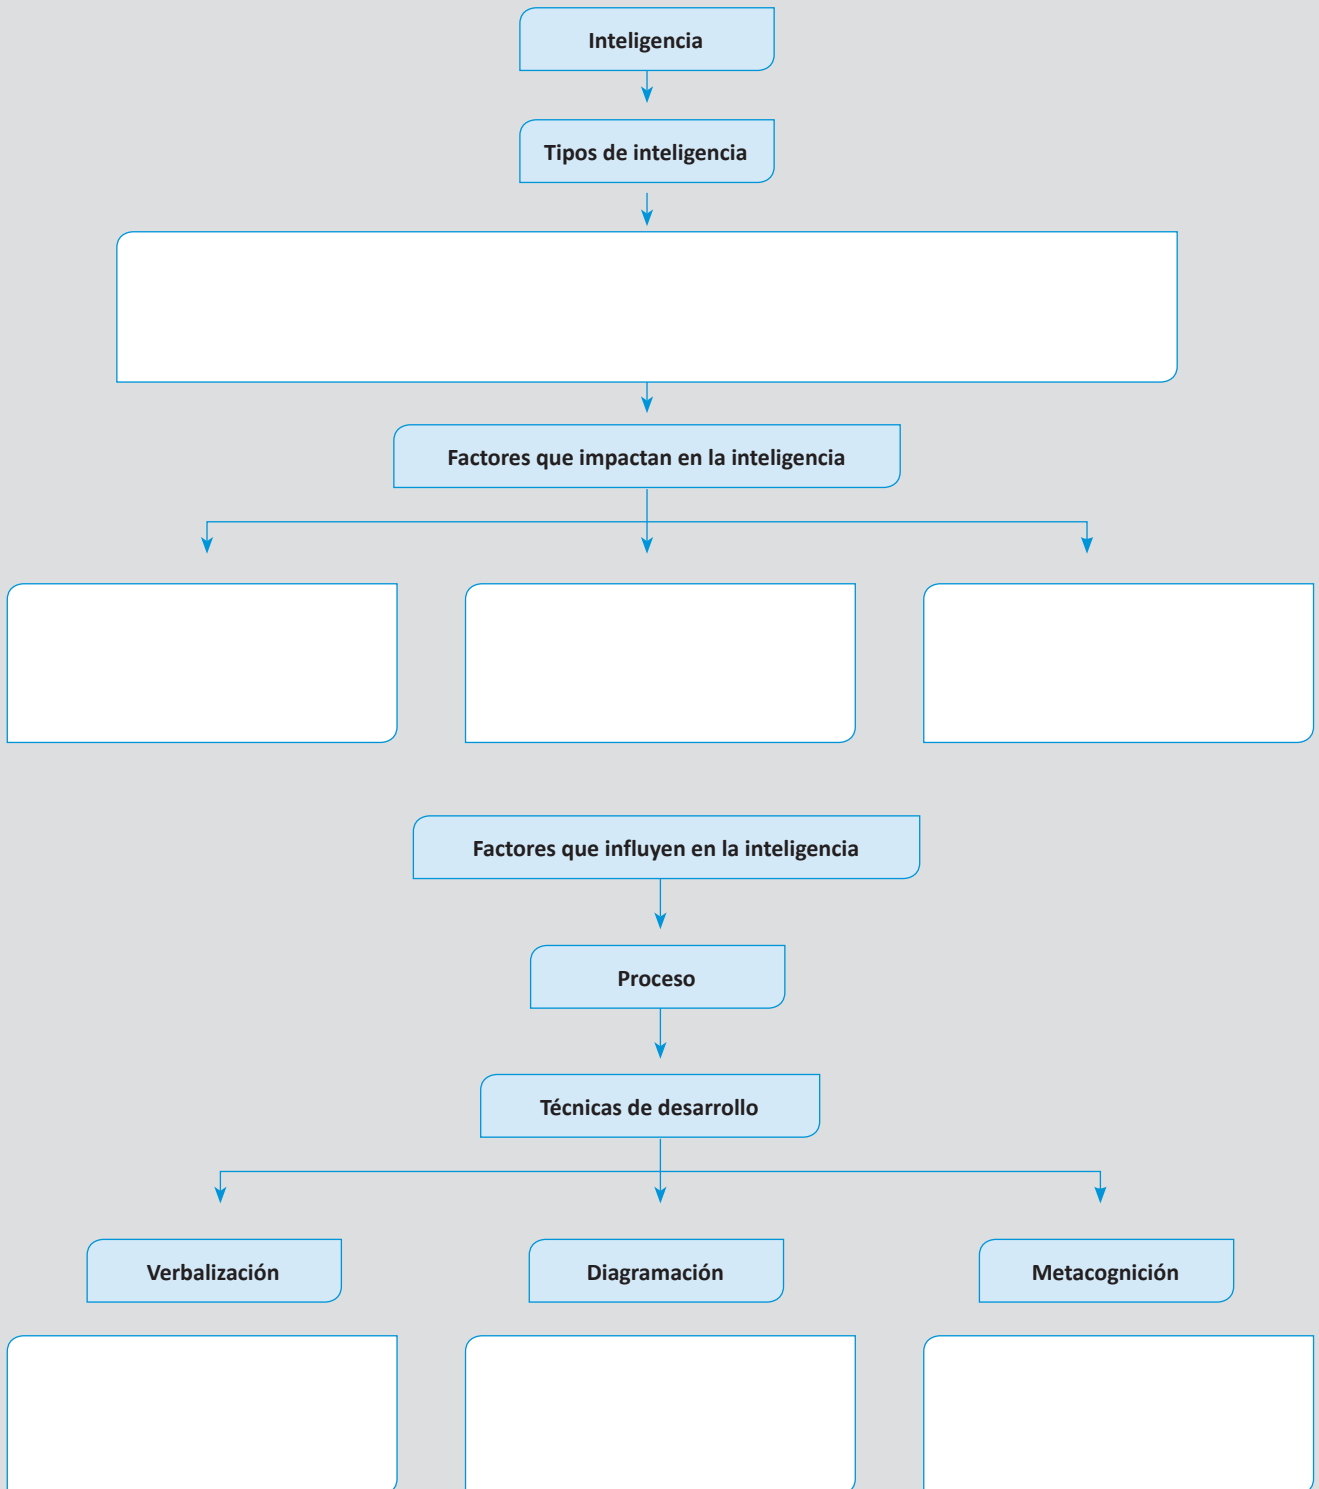 Inteligencia
Tipos de inteligencia
Factores que impactan en la inteligencia
Factores que influyen en la inteligencia
Proceso
Técnicas de desarrollo
Verbalización
Diagramación
Metacognición